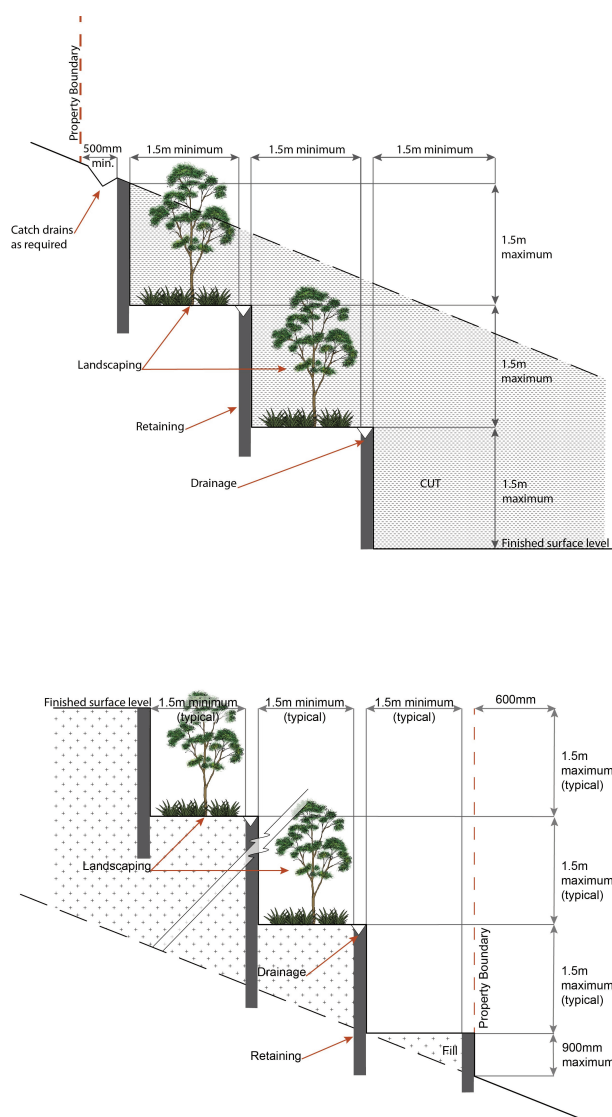 Property Boundary
500mm
min.
1.5m minimum
1.5m minimum
1.5m minimum
Catch drains
as required
1.5m
maximum
Landscaping
1.5m
maximum
Retaining
Drainage
CUT
1.5m
maximum
Finished surface level
Finished surface level
1.5m minimum
(typical)
1.5m minimum
(typical)
1.5m minimum
(typical)
600mm
1.5m
maximum
(typical)
Landscaping
1.5m
maximum
(typical)
Drainage
Property Boundary
1.5m
maximum
(typical)
Retaining
Fill
900mm
maximum